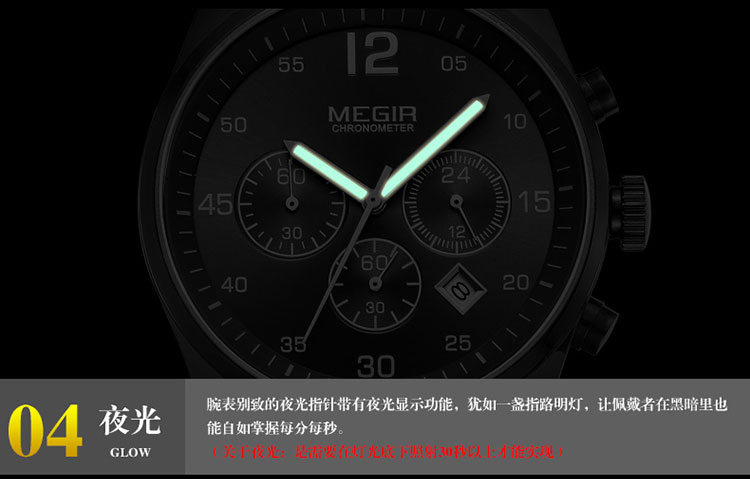 12
55
05
MEGIR
CHRONOMETER
50
10
60
24
45
15
30
12
60
40
20
30
8
35
25
30
04
夜光
GLOW
腕表别致的夜光指针带有夜光显示功能，犹如一盏指路明灯，让佩戴者在黑暗里也
能自如掌握每分每秒。
（关于夜光：是需要在灯光底下照射30秒以上才能实现）